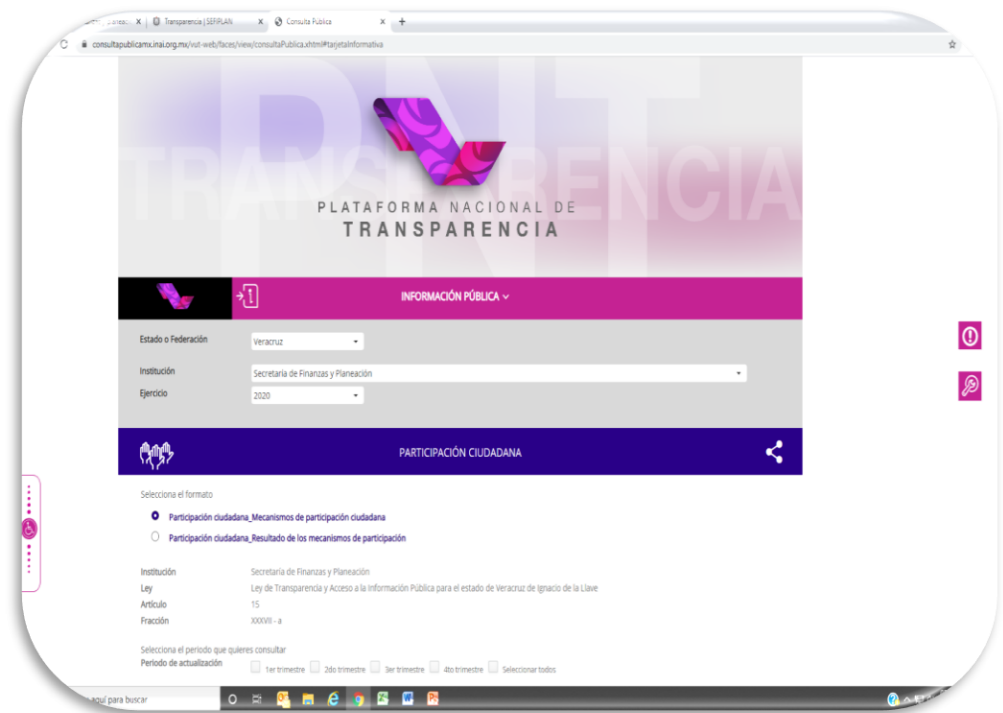 Transparencia | SEFIPLAN
Consulta Publica
consultapublicamx.inai.org.mx/vut-web/faces/view/consultaPublica.xhtml#tarjetaInformativa
PNT
TRANSPARENCIA
PLATAFORMA NACIONAL DE
TRANSPARENCIA
INFORMACIÓN PÚBLICA
Estado o Federación Veracruz
Institución Secretaría de Finanzas y Planeación
Ejercicio 2020
PARTICIPACIÓN CIUDADANA
Selecciona el formato
Participación ciudadana_Mecanismos de participación ciudadana
Participación ciudadana_Resultado de los mecanismos de participación
Institución Secretaría de Finanzas y Planeación
Ley Ley de Transparencia y Acceso a la Información Pública para el estado de Veracruz de Ignacio de la Llave
Artículo 15
Fracción XXXVII - a
Selecciona el periodo que quieres consultar
Periodo de actualización 1er trimestre 2do trimestre 3er trimestre 4to trimestre Seleccionar todos
aquí para buscar